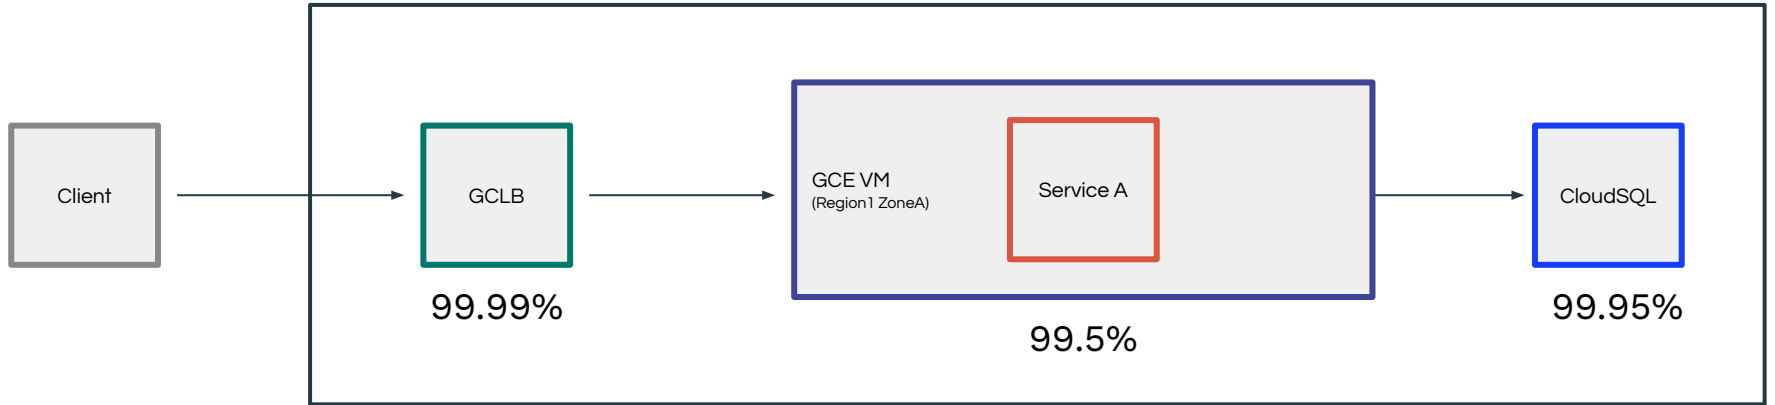 Client
GCLB
99.99%
GCE VM
(Region1 ZoneA)
Service A
99.5%
CloudSQL
99.95%